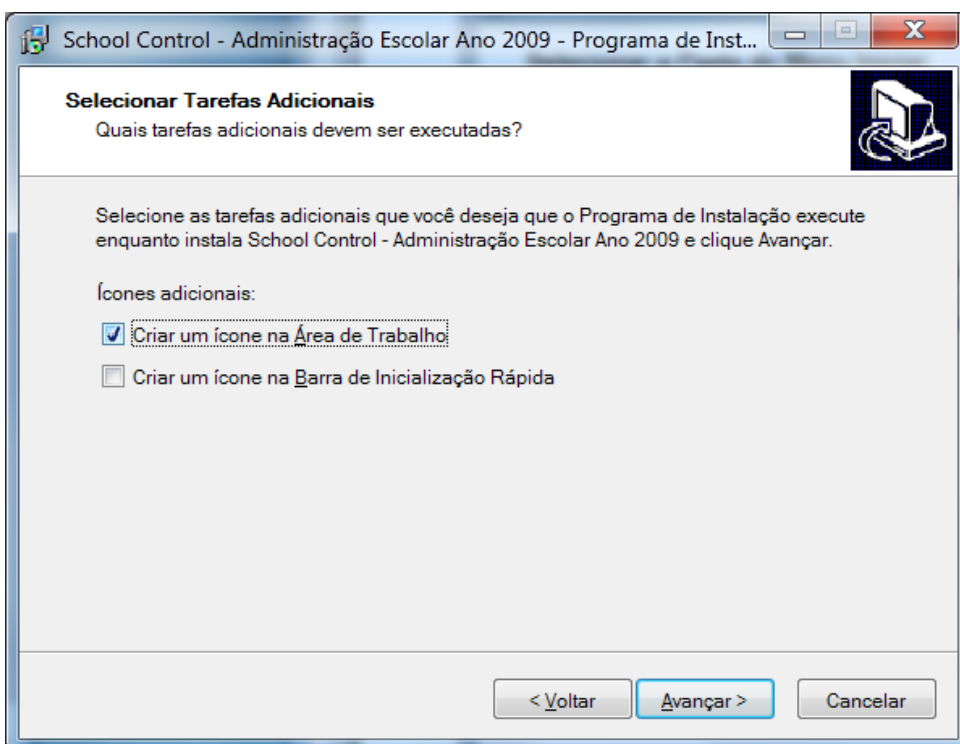 School Control - Administração Escolar Ano 2009 - Programa de Inst...
Selecionar Tarefas Adicionais
Quais tarefas adicionais devem ser executadas?
Selecione as tarefas adicionais que você deseja que o Programa de Instalação execute
enquanto instala School Control - Administração Escolar Ano 2009 e clique Avançar.
Ícones adicionais:
Criar um ícone na Área de Trabalho
Criar um ícone na Barra de Inicialização Rápida
< Voltar
Avançar >
Cancelar